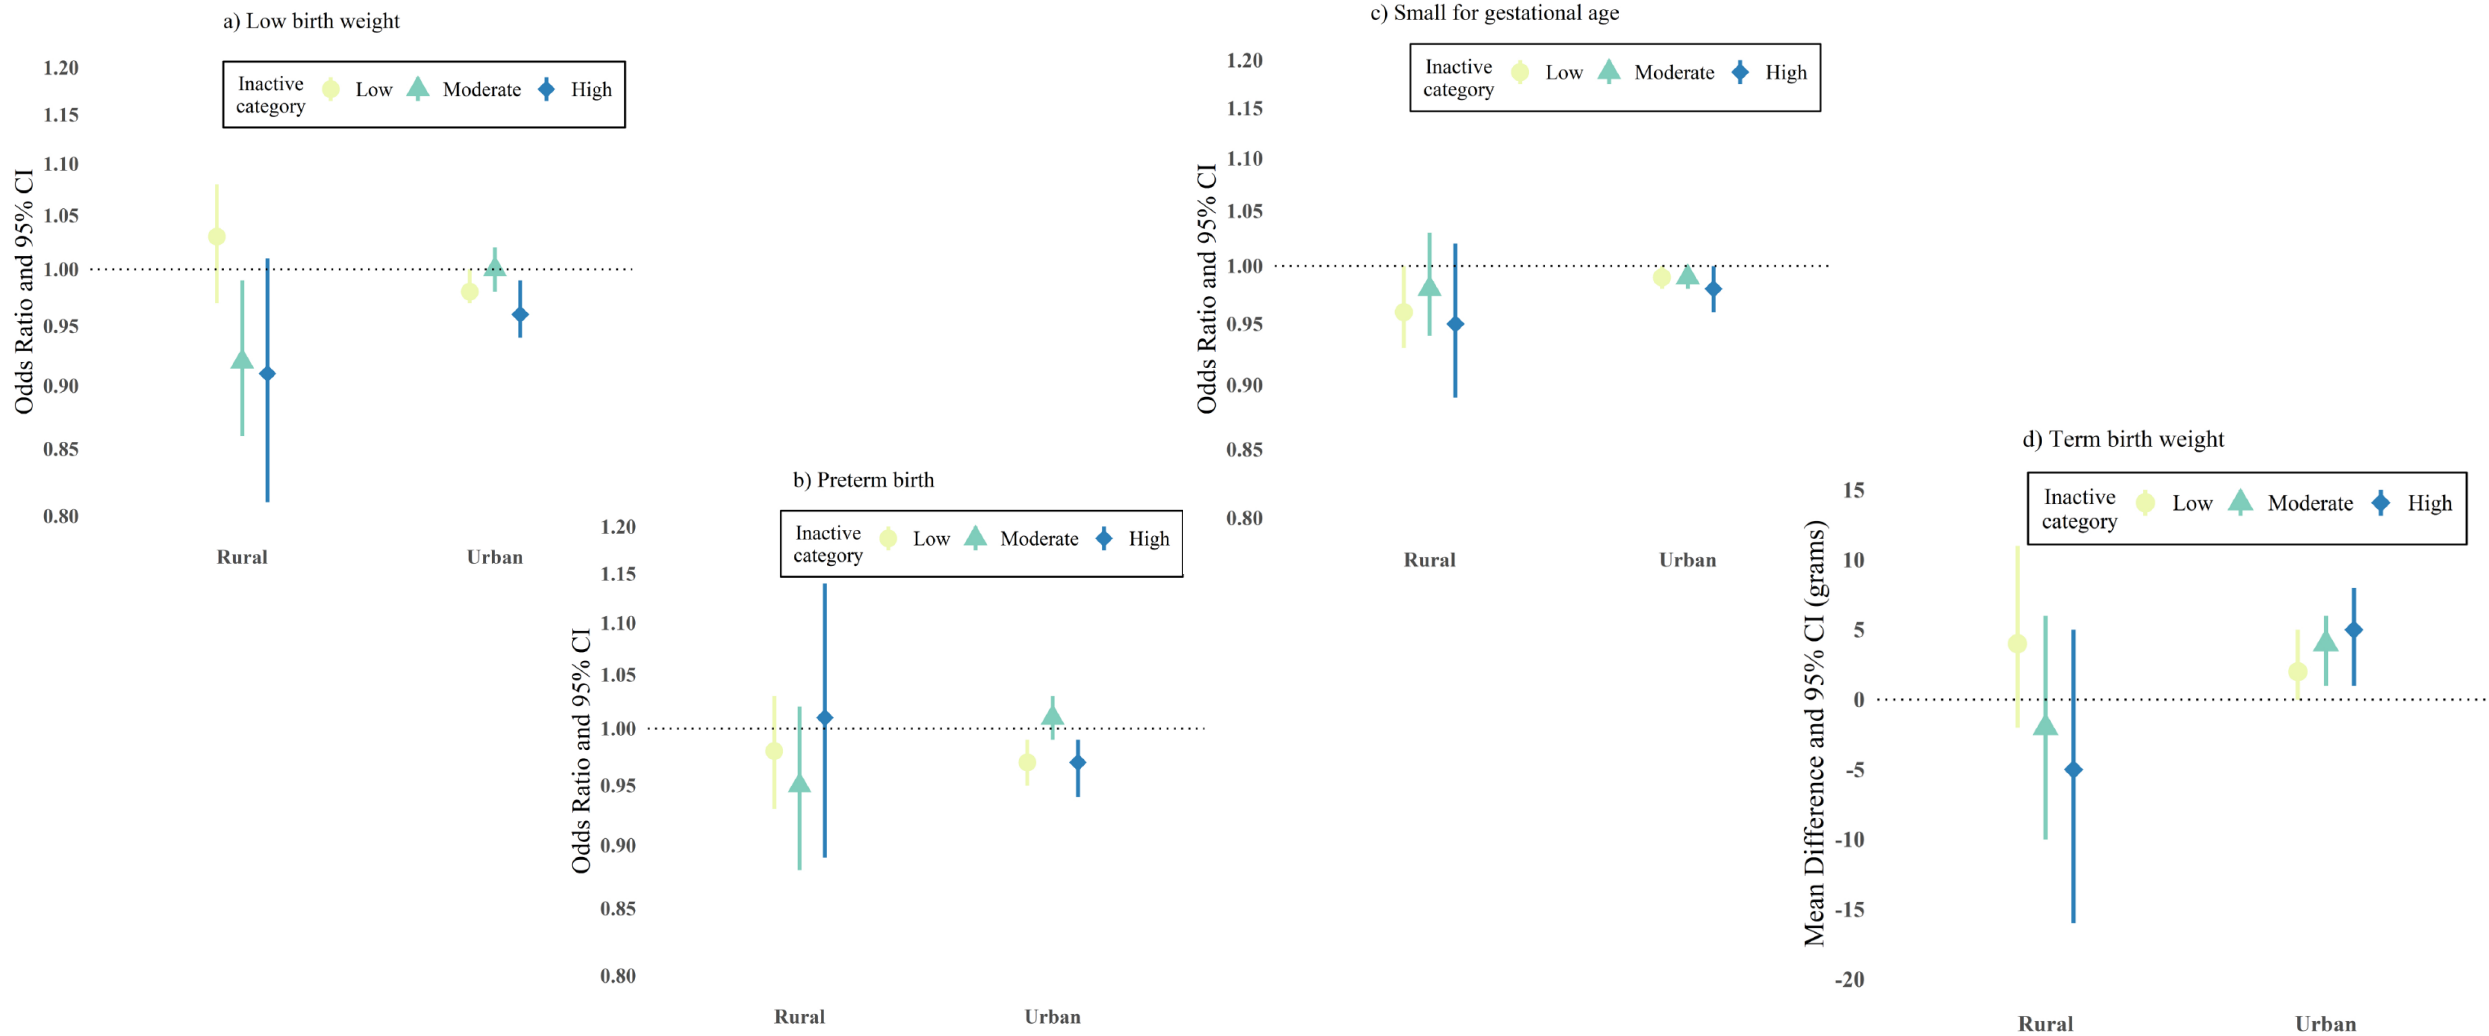 a) Low birth weight
Inactive category Low Moderate High
Odds Ratio and 95% CI
1.20
1.15
1.10
1.05
1.00
0.95
0.90
0.85
0.80
Rural Urban
b) Preterm birth
Inactive category Low Moderate High
Odds Ratio and 95% CI
1.20
1.15
1.10
1.05
1.00
0.95
0.90
0.85
0.80
Rural Urban
c) Small for gestational age
Inactive category Low Moderate High
Odds Ratio and 95% CI
1.20
1.15
1.10
1.05
1.00
0.95
0.90
0.85
0.80
Rural Urban
d) Term birth weight
Inactive category Low Moderate High
Mean Difference and 95% CI (grams)
15
10
5
0
-5
-10
-15
-20
Rural Urban